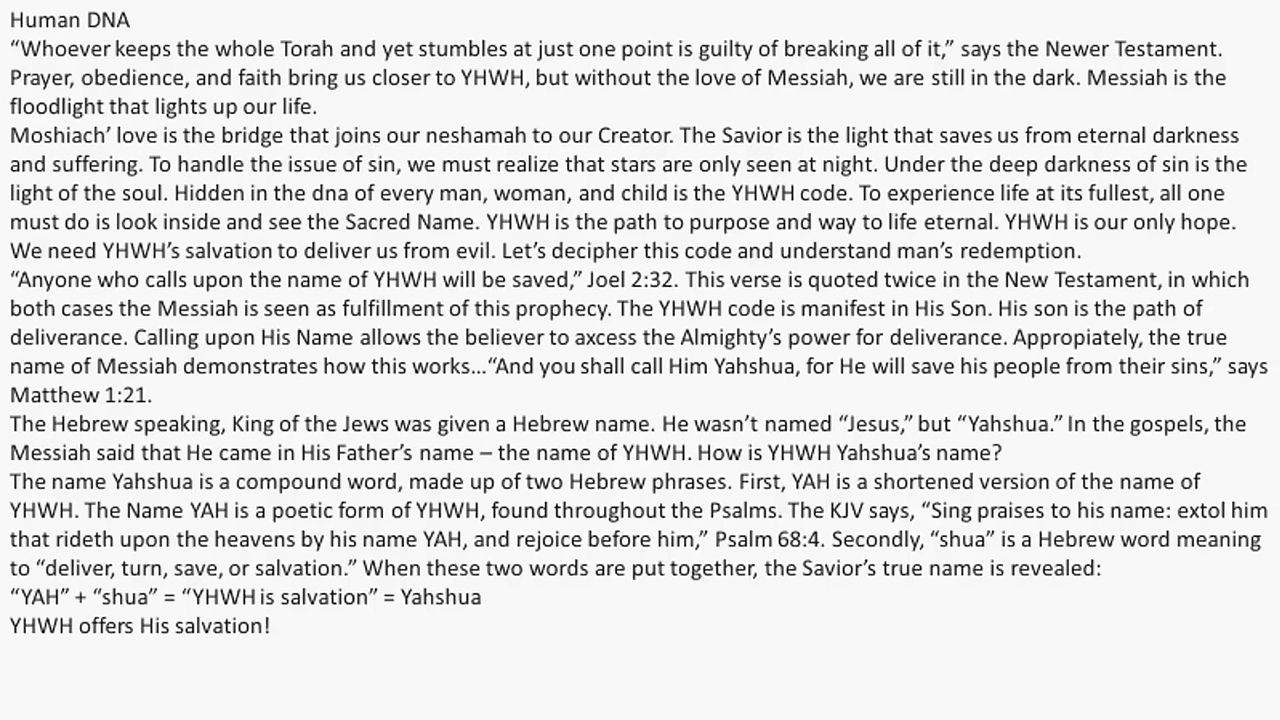 Human DNA
“Whoever keeps the whole Torah and yet stumbles at just one point is guilty of breaking all of it,” says the Newer Testament.
Prayer, obedience, and faith bring us closer to YHWH, but without the love of Messiah, we are still in the dark. Messiah is the
floodlight that lights up our life.
Moshiach’ love is the bridge that joins our neshamah to our Creator. The Savior is the light that saves us from eternal darkness
and suffering. To handle the issue of sin, we must realize that stars are only seen at night. Under the deep darkness of sin is the
light of the soul. Hidden in the dna of every man, woman, and child is the YHWH code. To experience life at its fullest, all one
must do is look inside and see the Sacred Name. YHWH is the path to purpose and way to life eternal. YHWH is our only hope.
We need YHWH’s salvation to deliver us from evil. Let’s decipher this code and understand man’s redemption.
“Anyone who calls upon the name of YHWH will be saved,” Joel 2:32. This verse is quoted twice in the New Testament, in which
both cases the Messiah is seen as fulfillment of this prophecy. The YHWH code is manifest in His Son. His son is the path of
deliverance. Calling upon His Name allows the believer to axcess the Almighty’s power for deliverance. Appropiately, the true
name of Messiah demonstrates how this works…“And you shall call Him Yahshua, for He will save his people from their sins,” says
Matthew 1:21.
The Hebrew speaking, King of the Jews was given a Hebrew name. He wasn’t named “Jesus,” but “Yahshua.” In the gospels, the
Messiah said that He came in His Father’s name – the name of YHWH. How is YHWH Yahshua’s name?
The name Yahshua is a compound word, made up of two Hebrew phrases. First, YAH is a shortened version of the name of
YHWH. The Name YAH is a poetic form of YHWH, found throughout the Psalms. The KJV says, “Sing praises to his name: extol him
that rideth upon the heavens by his name YAH, and rejoice before him,” Psalm 68:4. Secondly, “shua” is a Hebrew word meaning
to “deliver, turn, save, or salvation.” When these two words are put together, the Savior’s true name is revealed:
“YAH” + “shua” = “YHWH is salvation” = Yahshua
YHWH offers His salvation!